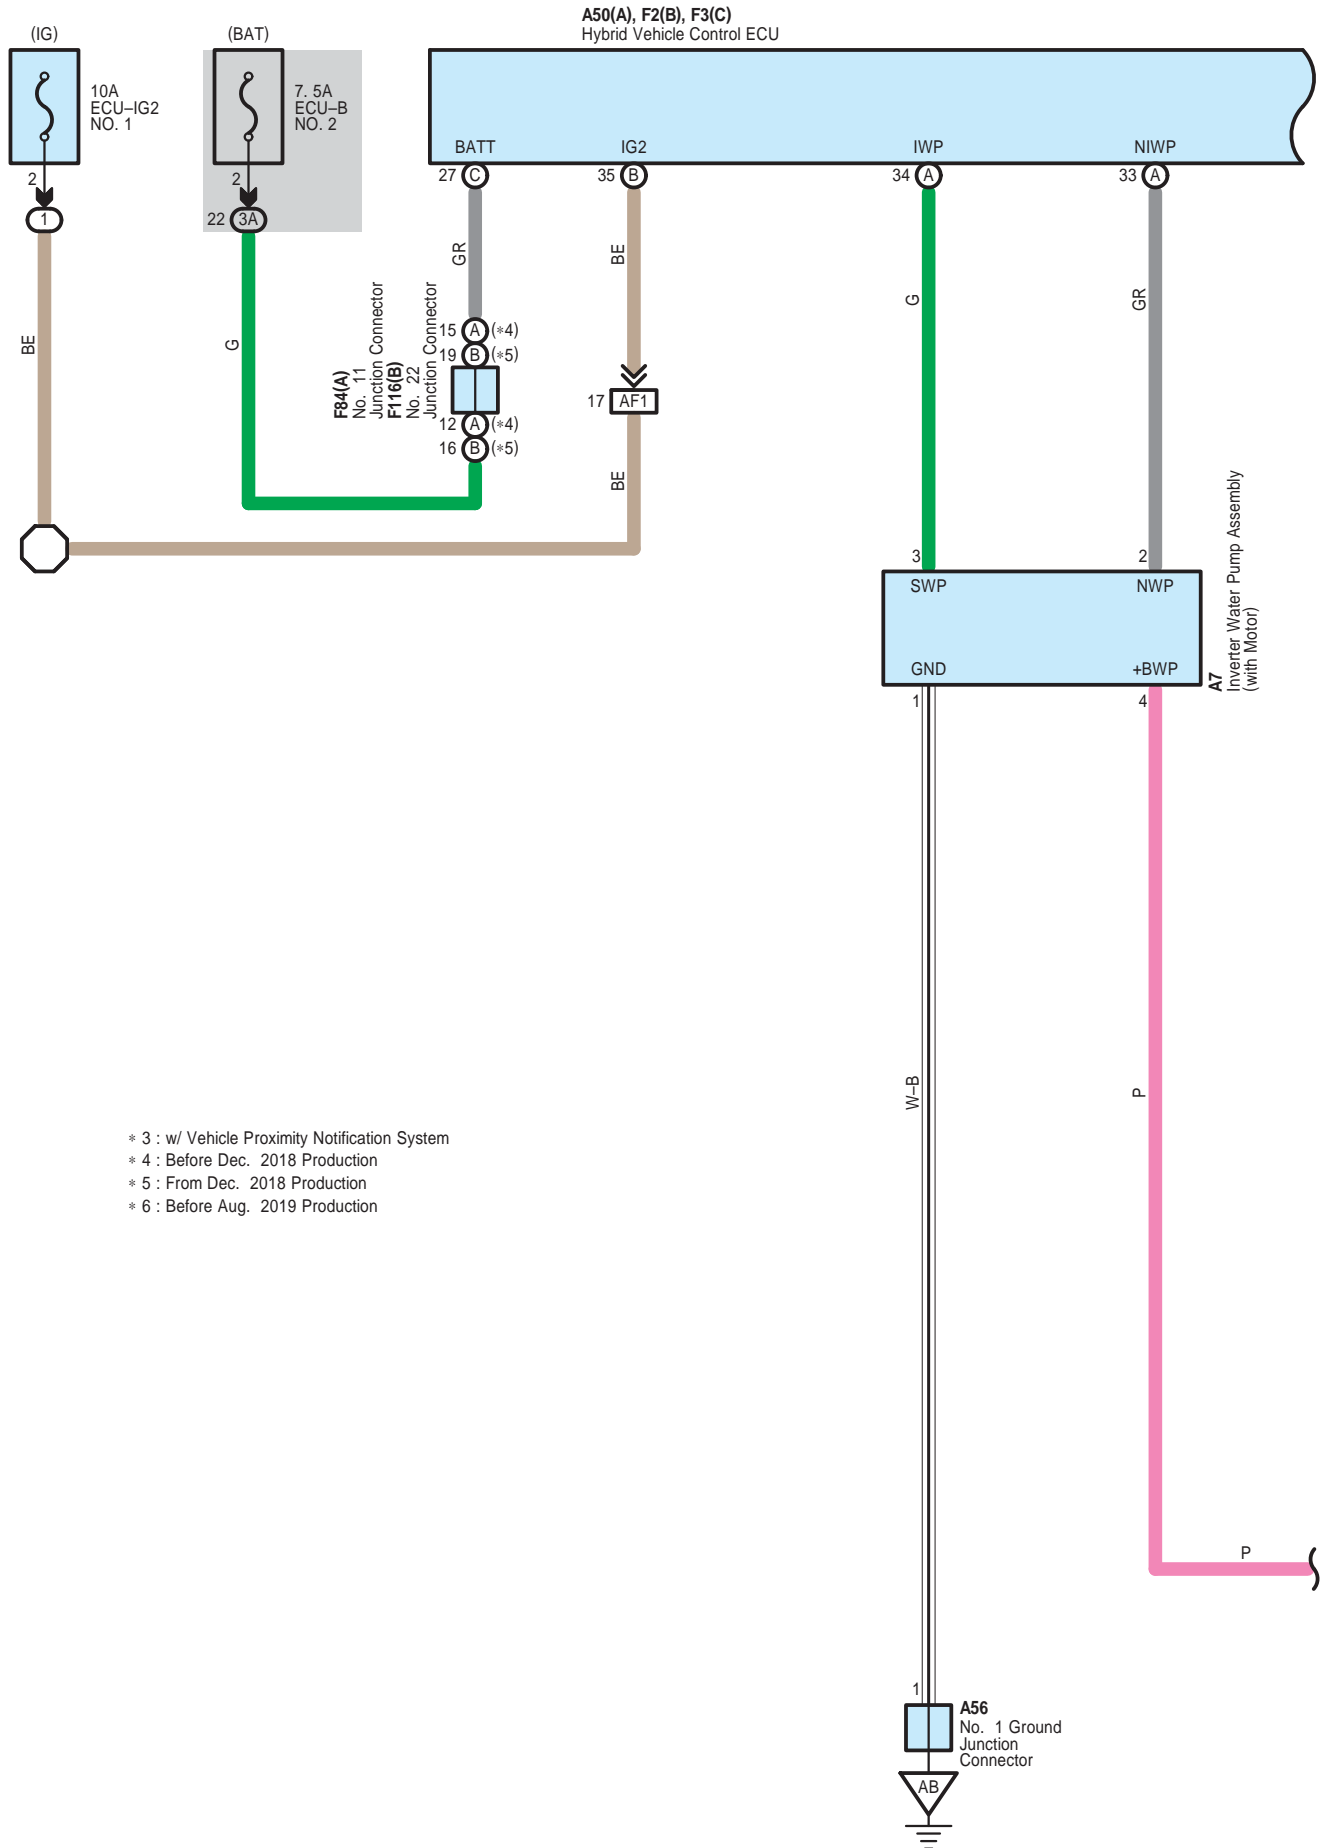 A50(A), F2(B), F3(C)
Hybrid Vehicle Control ECU
(IG)
(BAT)
10A
ECU–IG2
NO. 1
7. 5A
ECU–B
NO. 2
BATT
IG2
IWP
NIWP
27 C
35 B
34 A
33 A
2
2
1
22 3A
GR
BE
G
GR
BE
G
F84(A)
No. 11
Junction Connector
F116(B)
No. 22
Junction Connector
15 A (*4)
19 B (*5)
12 A (*4)
16 B (*5)
17 AF1
BE
3
2
SWP
NWP
GND
+BWP
A7
Inverter Water Pump Assembly
(with Motor)
1
4
W–B
P
* 3 : w/ Vehicle Proximity Notification System
* 4 : Before Dec. 2018 Production
* 5 : From Dec. 2018 Production
* 6 : Before Aug. 2019 Production
P
1
A56
No. 1 Ground
Junction
Connector
AB